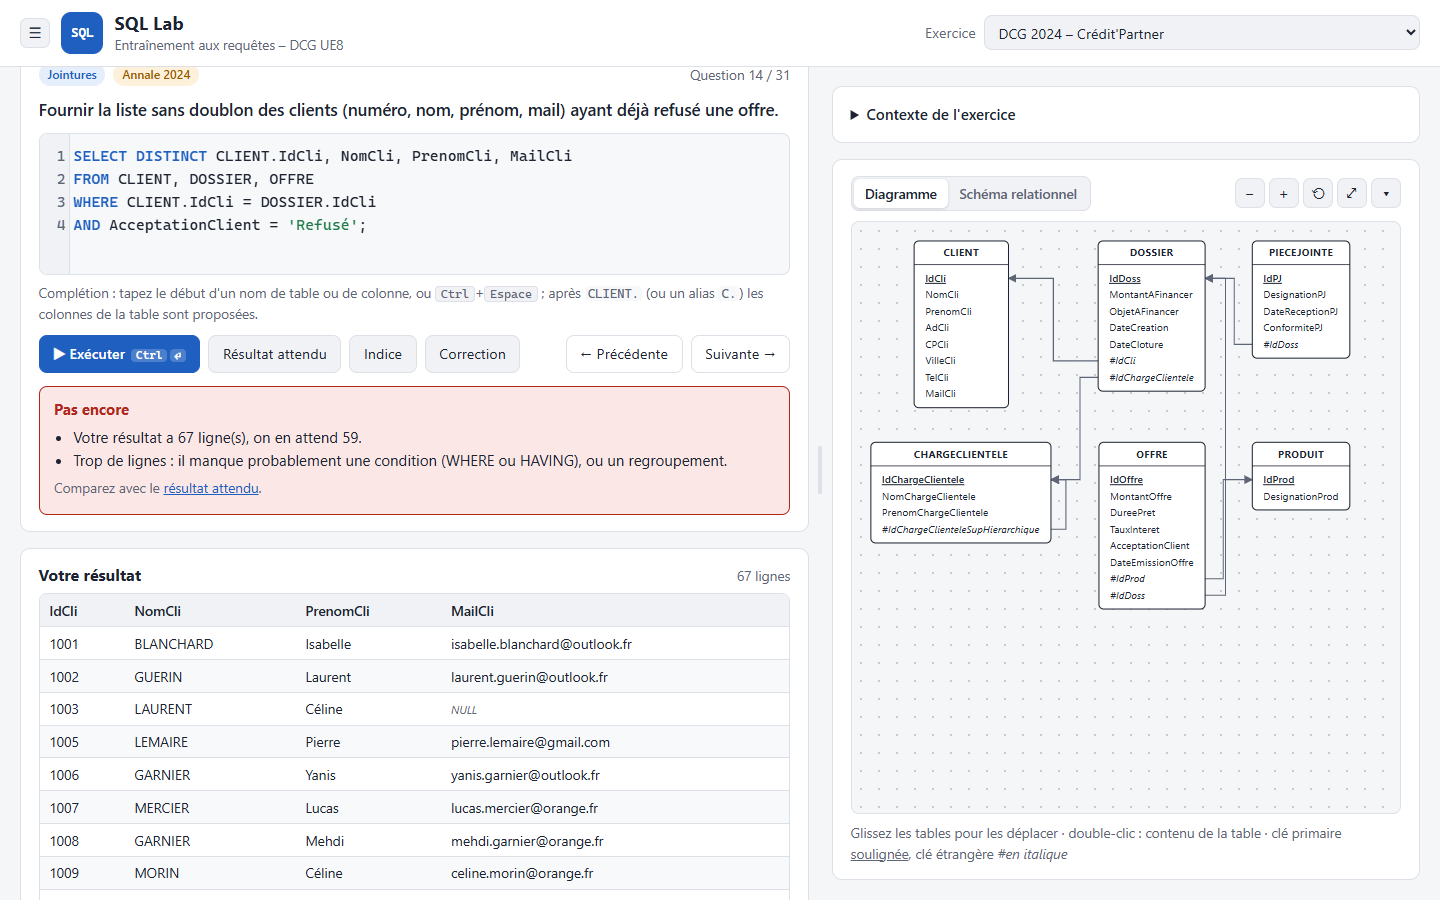 ☰
SQL
SQL Lab
Entraînement aux requêtes – DCG UE8
Exercice
DCG 2024 – Crédit'Partner
Jointures
Annale 2024
Question 14 / 31
Fournir la liste sans doublon des clients (numéro, nom, prénom, mail) ayant déjà refusé une offre.
1 SELECT DISTINCT CLIENT.IdCli, NomCli, PrenomCli, MailCli
2 FROM CLIENT, DOSSIER, OFFRE
3 WHERE CLIENT.IdCli = DOSSIER.IdCli
4 AND AcceptationClient = 'Refusé';
Complétion : tapez le début d'un nom de table ou de colonne, ou Ctrl+Espace ; après CLIENT. (ou un alias C.) les
colonnes de la table sont proposées.
▶ Exécuter Ctrl ⏎
Résultat attendu
Indice
Correction
← Précédente
Suivante →
Pas encore
• Votre résultat a 67 ligne(s), on en attend 59.
• Trop de lignes : il manque probablement une condition (WHERE ou HAVING), ou un regroupement.
Comparez avec le résultat attendu.
Votre résultat
67 lignes
IdCli NomCli PrenomCli MailCli
1001 BLANCHARD Isabelle isabelle.blanchard@outlook.fr
1002 GUERIN Laurent laurent.guerin@outlook.fr
1003 LAURENT Céline NULL
1005 LEMAIRE Pierre pierre.lemaire@gmail.com
1006 GARNIER Yanis yanis.garnier@outlook.fr
1007 MERCIER Lucas lucas.mercier@orange.fr
1008 GARNIER Mehdi mehdi.garnier@orange.fr
1009 MORIN Céline celine.morin@orange.fr
▶ Contexte de l'exercice
Diagramme
Schéma relationnel
−
+
⟲
⤢
▾
CLIENT
IdCli
NomCli
PrenomCli
AdCli
CPCli
VilleCli
TelCli
MailCli
DOSSIER
IdDoss
MontantAFinancer
ObjetAFinancer
DateCreation
DateCloture
#IdCli
#IdChargeClientele
PIECEJOINTE
IdPJ
DesignationPJ
DateReceptionPJ
ConformitePJ
#IdDoss
CHARGECLIENTELE
IdChargeClientele
NomChargeClientele
PrenomChargeClientele
#IdChargeClienteleSupHierarchique
OFFRE
IdOffre
MontantOffre
DureePret
TauxInteret
AcceptationClient
DateEmissionOffre
#IdProd
#IdDoss
PRODUIT
IdProd
DesignationProd
Glissez les tables pour les déplacer · double-clic : contenu de la table · clé primaire
soulignée, clé étrangère #en italique